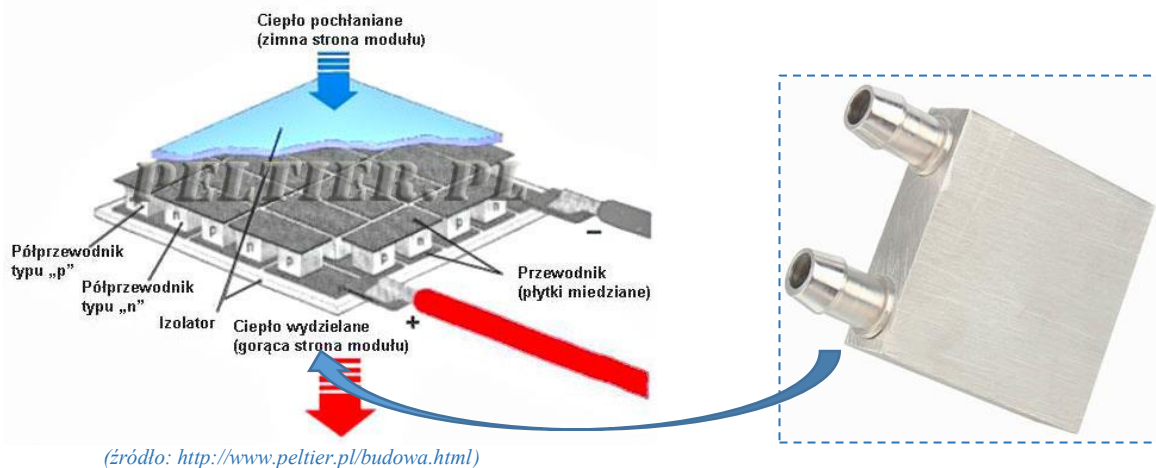 Ciepło pochłaniane
(zimna strona modułu)
PELTIER.PL
n
p
n
p
p
n
p
n
–
Półprzewodnik
typu „p”
Przewodnik
(płytki miedziane)
Półprzewodnik
typu „n”
Izolator
+
Ciepło wydzielane
(gorąca strona modułu)
(źródło: http://www.peltier.pl/budowa.html)